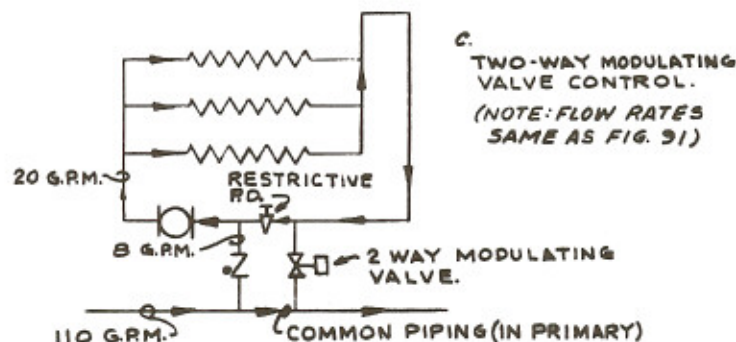 C.
TWO-WAY MODULATING
VALVE CONTROL.
(NOTE: FLOW RATES
SAME AS FIG. 91)
20 G.P.M.
RESTRICTIVE
P.D.
8 G.P.M.
2 WAY MODULATING
VALVE.
110 G.P.M.
COMMON PIPING (IN PRIMARY)